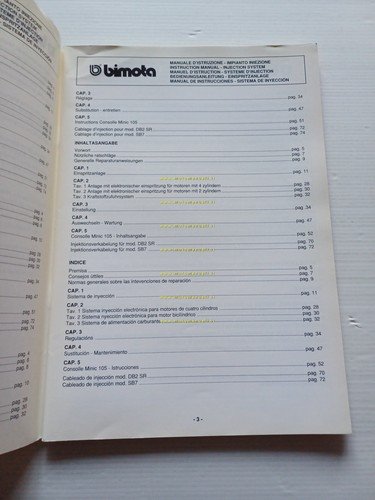 bimota
MANUALE D'ISTRUZIONE - IMPIANTO INIEZIONE
INSTRUCTION MANUAL - INJECTION SYSTEM
MANUEL D'ISTRUCTION - SYSTEME D'INJECTION
BEDIENUNGSANLEITUNG - EINSPRITZANLAGE
MANUAL DE INSTRUCCIONES - SISTEMA DE INYECCION
CAP. 3
Réglage pag. 34
CAP. 4
Substitution - entretien pag. 47
CAP. 5
Instructions Console Minic 105 pag. 51
Cablage d'injection pour mod. DB2 SR pag. 72
Cablage d'injection pour mod. SB7 pag. 74
INHALTSANGABE
Vorwort pag. 5
Nützliche ratschläge pag. 7
Generelle Reparaturanweisungen pag. 9
CAP. 1
Einspritzanlage pag. 11
CAP. 2
Tav. 1 Anlage mit elektronischer einspritzung für motoren mit 4 zylindern pag. 28
Tav. 2 Anlage mit elektronischer einspritzung für motoren mit 2 zylindern pag. 30
Tav. 3 Kraftstoffzufuhrsystem pag. 32
CAP. 3
Einstellung pag. 34
CAP. 4
Auswechseln - Wartung pag. 47
CAP. 5
Consolle Minic 105 - Inhaltsangabe pag. 52
Injektionsverkabelung für mod. DB2 SR pag. 70
Injektionsverkabelung für mod. SB7 pag. 72
INDICE
Premisa pag. 5
Consejos útiles pag. 7
Normas generales sobre las intevenciones de reparación pag. 9
CAP. 1
Sistema de inyección pag. 11
CAP. 2
Tav. 1 Sistema inyección electrónica para motores de cuatro cilindros pag. 28
Tav. 2 Sistema inyección electrónica para motor bicilíndrico pag. 30
Tav. 3 Sistema de alimentación carburante pag. 32
CAP. 3
Regulación pag. 34
CAP. 4
Sustitución - Mantenimiento pag. 47
CAP. 5
Consolle Minic 105 - Istrucciones pag. 52
Cableado de injección mod. DB2 SR pag. 70
Cableado de injección mod. SB7 pag. 72
- 3 -